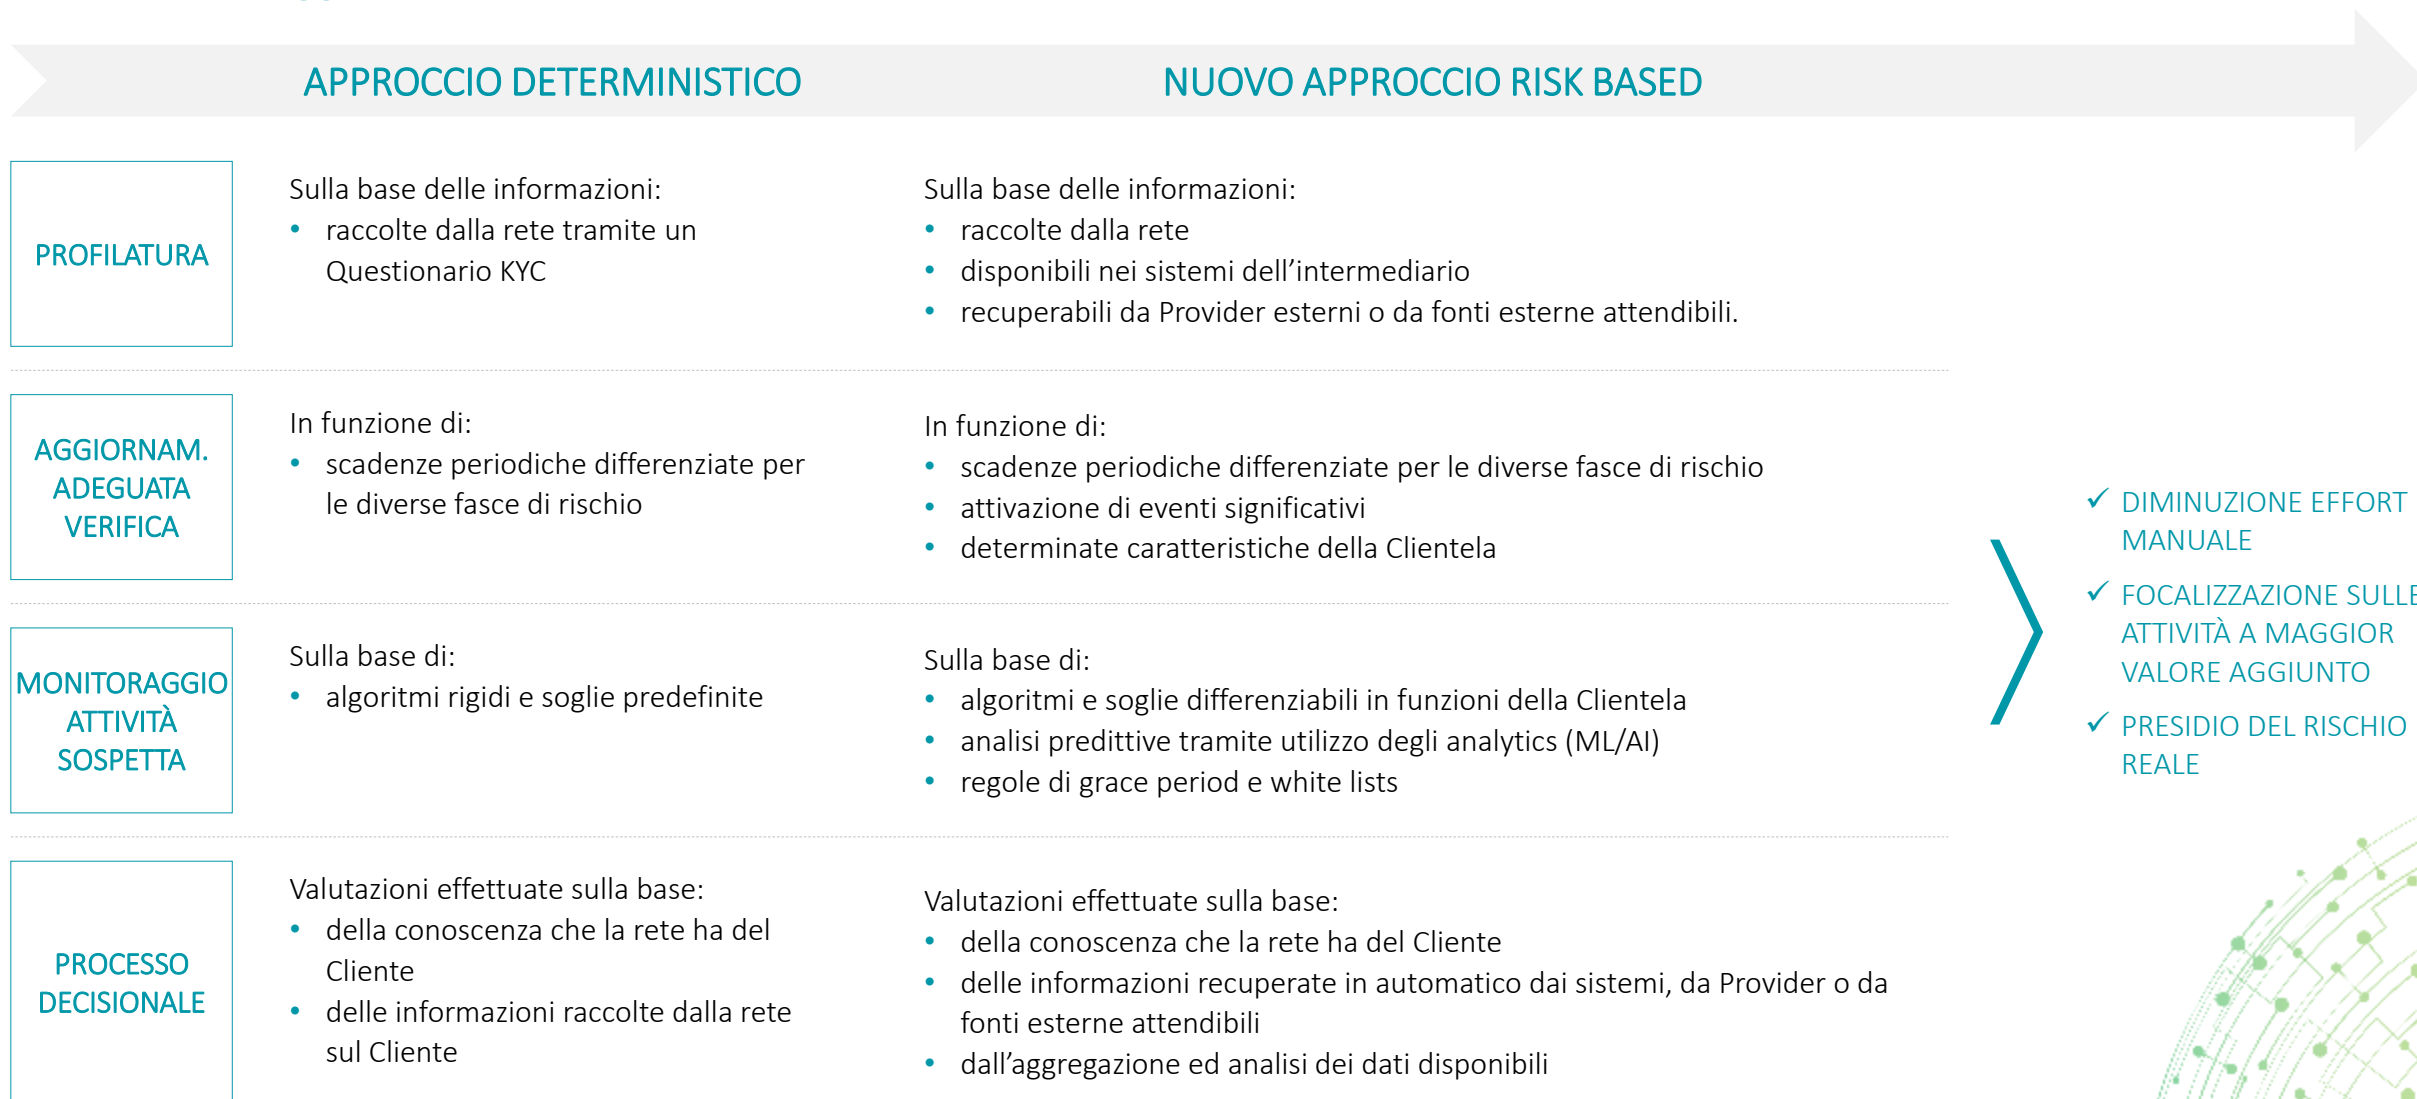 APPROCCIO DETERMINISTICO
NUOVO APPROCCIO RISK BASED
PROFILATURA
Sulla base delle informazioni:
• raccolte dalla rete tramite un
Questionario KYC
Sulla base delle informazioni:
• raccolte dalla rete
• disponibili nei sistemi dell'intermediario
• recuperabili da Provider esterni o da fonti esterne attendibili.
AGGIORNAM.
ADEGUATA
VERIFICA
In funzione di:
• scadenze periodiche differenziate per
le diverse fasce di rischio
In funzione di:
• scadenze periodiche differenziate per le diverse fasce di rischio
• attivazione di eventi significativi
• determinate caratteristiche della Clientela
MONITORAGGIO
ATTIVITÀ
SOSPETTA
Sulla base di:
• algoritmi rigidi e soglie predefinite
Sulla base di:
• algoritmi e soglie differenziabili in funzioni della Clientela
• analisi predittive tramite utilizzo degli analytics (ML/AI)
• regole di grace period e white lists
PROCESSO
DECISIONALE
Valutazioni effettuate sulla base:
• della conoscenza che la rete ha del
Cliente
• delle informazioni raccolte dalla rete
sul Cliente
Valutazioni effettuate sulla base:
• della conoscenza che la rete ha del Cliente
• delle informazioni recuperate in automatico dai sistemi, da Provider o da
fonti esterne attendibili
• dall'aggregazione ed analisi dei dati disponibili
✓ DIMINUZIONE EFFORT
MANUALE
✓ FOCALIZZAZIONE SULLE
ATTIVITÀ A MAGGIOR
VALORE AGGIUNTO
✓ PRESIDIO DEL RISCHIO
REALE